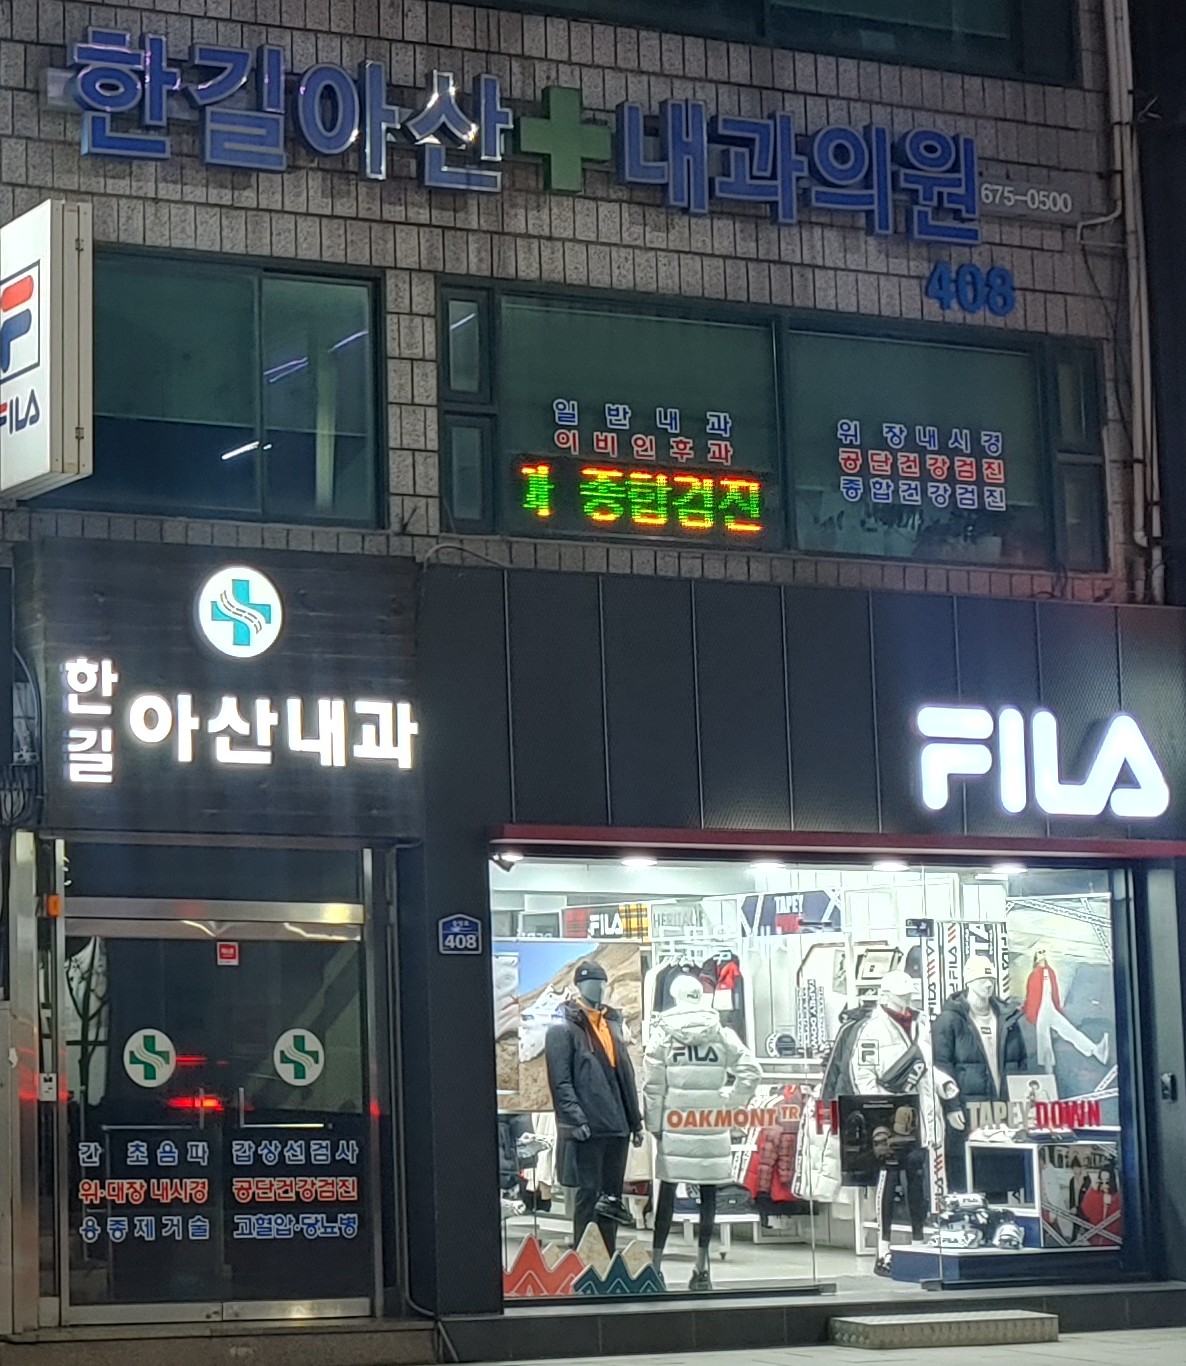 한길아산 내과의원
675-0500
408
FILA
일반내과
이비인후과
종합검진
위장내시경
공단건강검진
종합건강검진
한길
아산내과
FILA
408
간초음파
위·대장내시경
용종제거술
갑상선검사
공단건강검진
고혈압·당뇨병
TAPEY
FILA
HERITAGE
FILA
OAKMONT TR
TAPEY DOWN
FILA